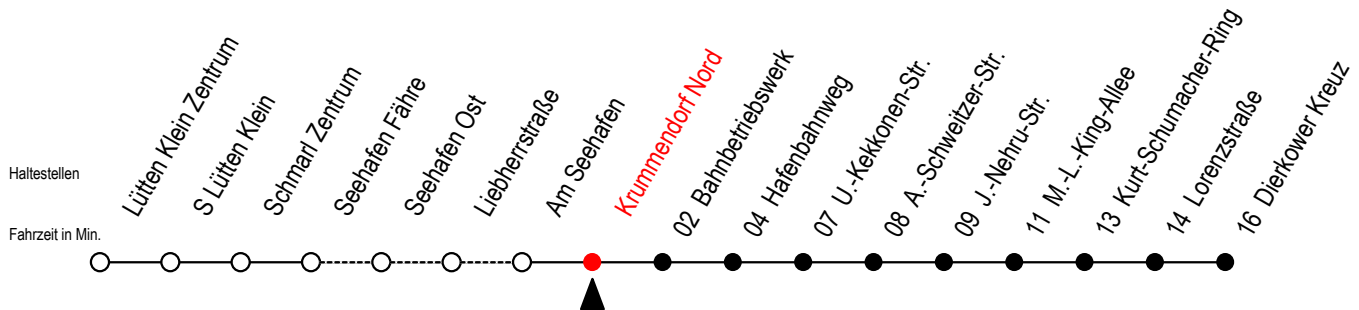 Haltestellen
Fahrzeit in Min.
Lütten Klein Zentrum
S Lütten Klein
Schmarl Zentrum
Seehafen Fähre
Seehafen Ost
Liebherrstraße
Am Seehafen
Krummendorf Nord
02 Bahnbetriebswerk
04 Hafenbahnweg
07 U.-Kekkonen-Str.
08 A.-Schweitzer-Str.
09 J.-Nehru-Str.
11 M.-L.-King-Allee
13 Kurt-Schumacher-Ring
14 Lorenzstraße
16 Dierkower Kreuz